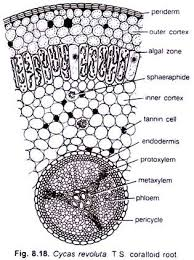 periderm
outer cortex
algal zone
sphaeraphide
inner cortex
tannin cell
endodermis
protoxylem
metaxylem
phloem
pericycle
Fig. 8.18. Cycas revoluta T.S. coralloid root